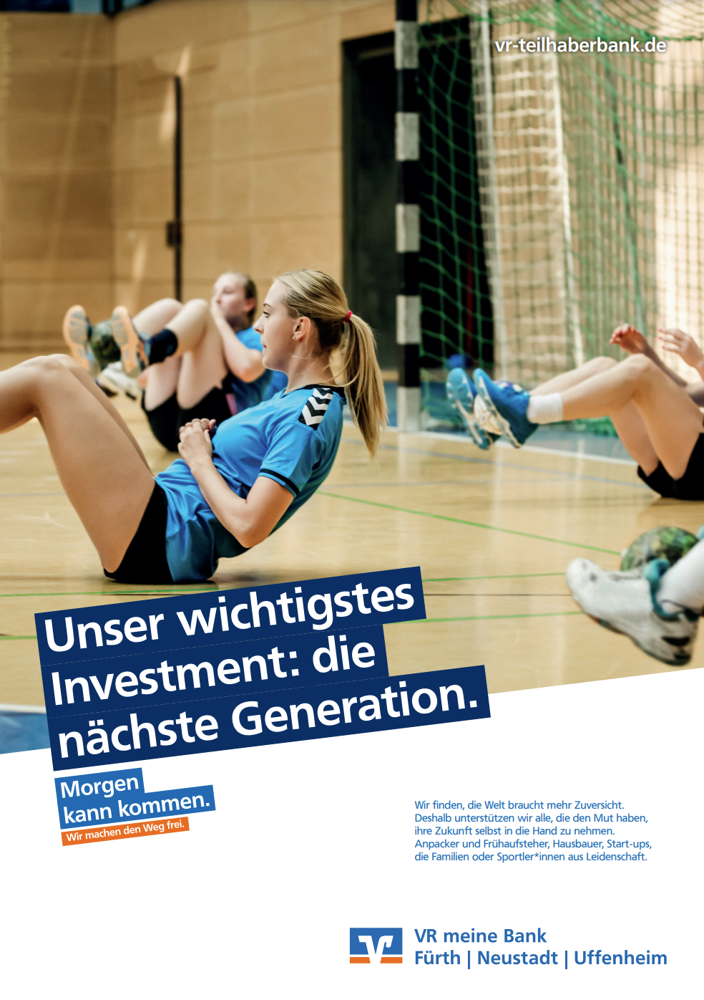 vr-teilhaberbank.de
Unser wichtigstes
Investment: die
nächste Generation.
Morgen
kann kommen.
Wir machen den Weg frei.
Wir finden, die Welt braucht mehr Zuversicht.
Deshalb unterstützen wir alle, die den Mut haben,
ihre Zukunft selbst in die Hand zu nehmen.
Anpacker und Frühaufsteher, Hausbauer, Start-ups,
die Familien oder Sportler*innen aus Leidenschaft.
VR meine Bank
Fürth | Neustadt | Uffenheim